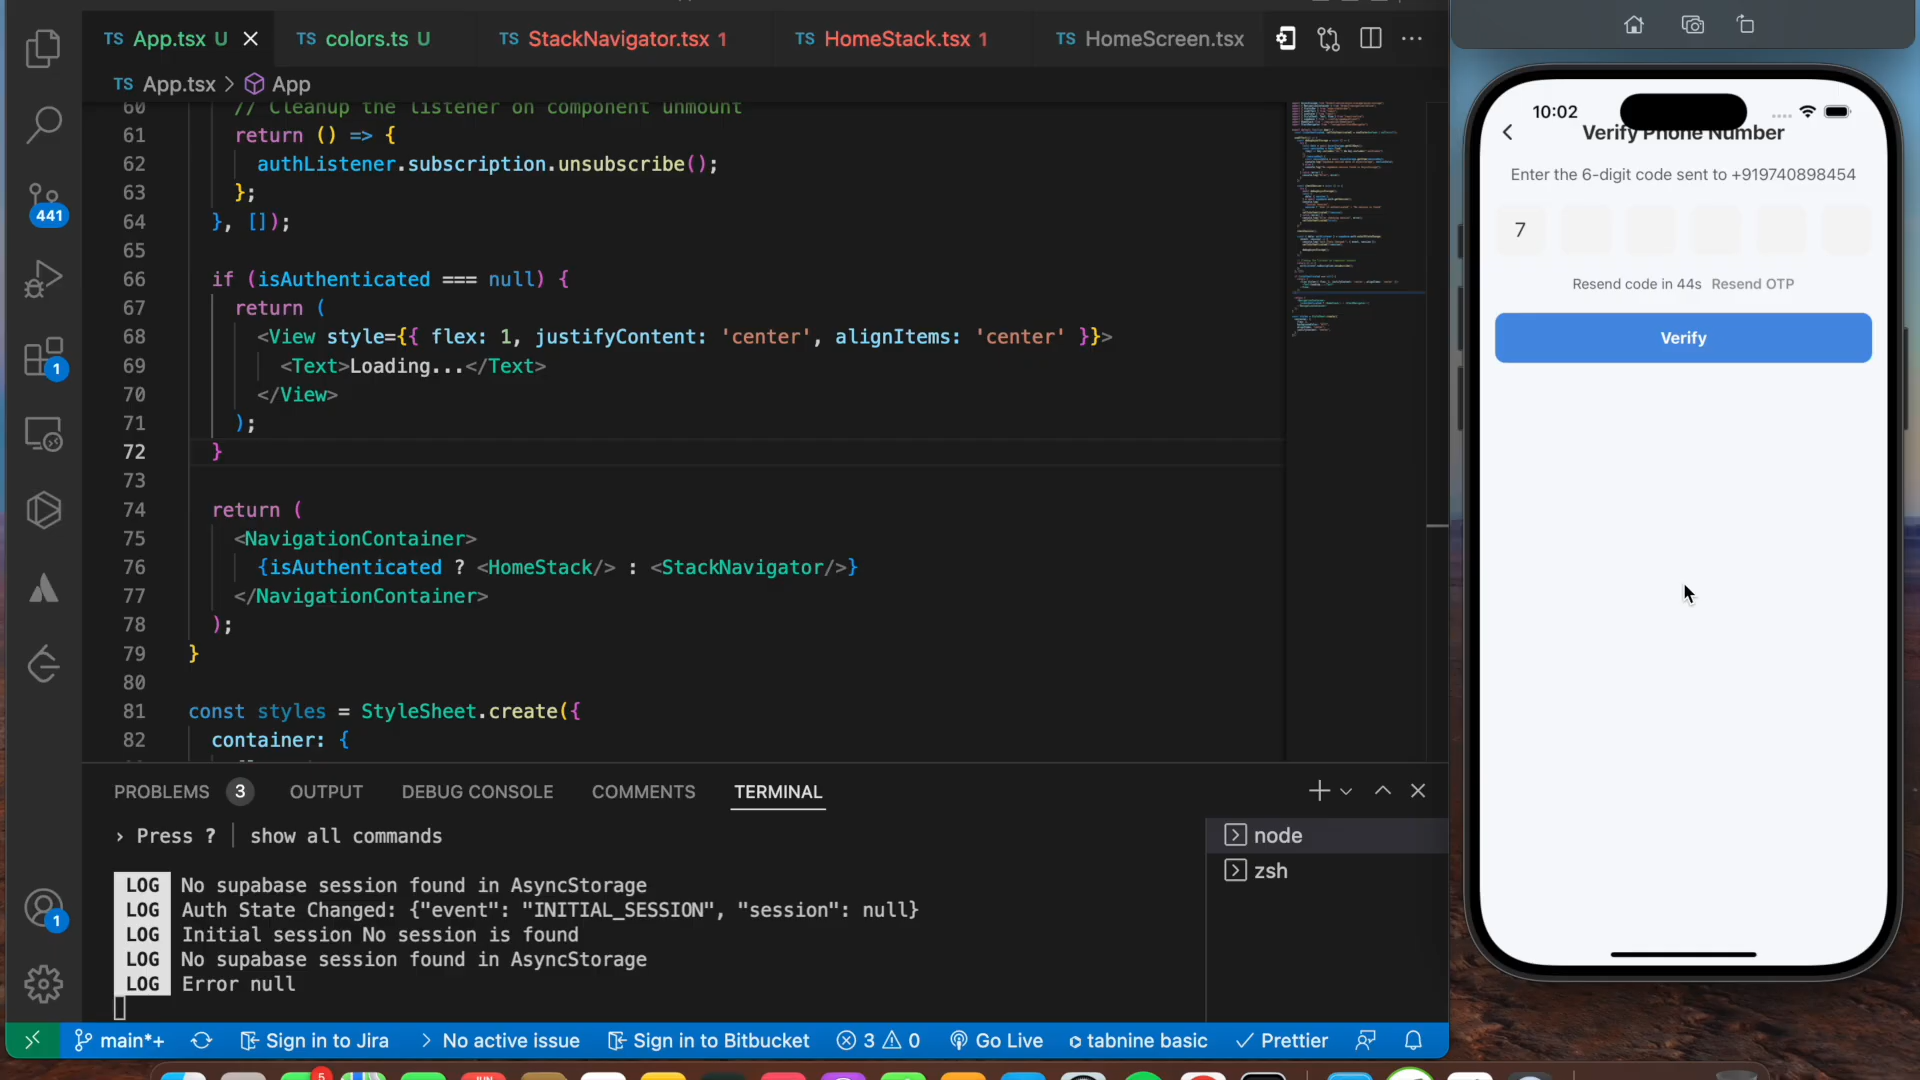 TS App.tsx U
TS colors.ts U
TS StackNavigator.tsx 1
TS HomeStack.tsx 1
TS HomeScreen.tsx
TS App.tsx > App
60 // Cleanup the listener on component unmount
61 return () => {
62 authListener.subscription.unsubscribe();
63 };
64 }, []);
65
66 if (isAuthenticated === null) {
67 return (
68 <View style={{ flex: 1, justifyContent: 'center', alignItems: 'center' }}>
69 <Text>Loading...</Text>
70 </View>
71 );
72 }
73
74 return (
75 <NavigationContainer>
76 {isAuthenticated ? <HomeStack/> : <StackNavigator/>}
77 </NavigationContainer>
78 );
79 }
80
81 const styles = StyleSheet.create({
82 container: {
441
1
1
PROBLEMS 3 OUTPUT DEBUG CONSOLE COMMENTS TERMINAL
› Press ? │ show all commands
LOG No supabase session found in AsyncStorage
LOG Auth State Changed: {"event": "INITIAL_SESSION", "session": null}
LOG Initial session No session is found
LOG No supabase session found in AsyncStorage
LOG Error null
node
zsh
main*+ Sign in to Jira No active issue Sign in to Bitbucket 3 0 Go Live tabnine basic Prettier
5
10:02
Verify Phone Number
Enter the 6-digit code sent to +919740898454
7
Resend code in 44s Resend OTP
Verify